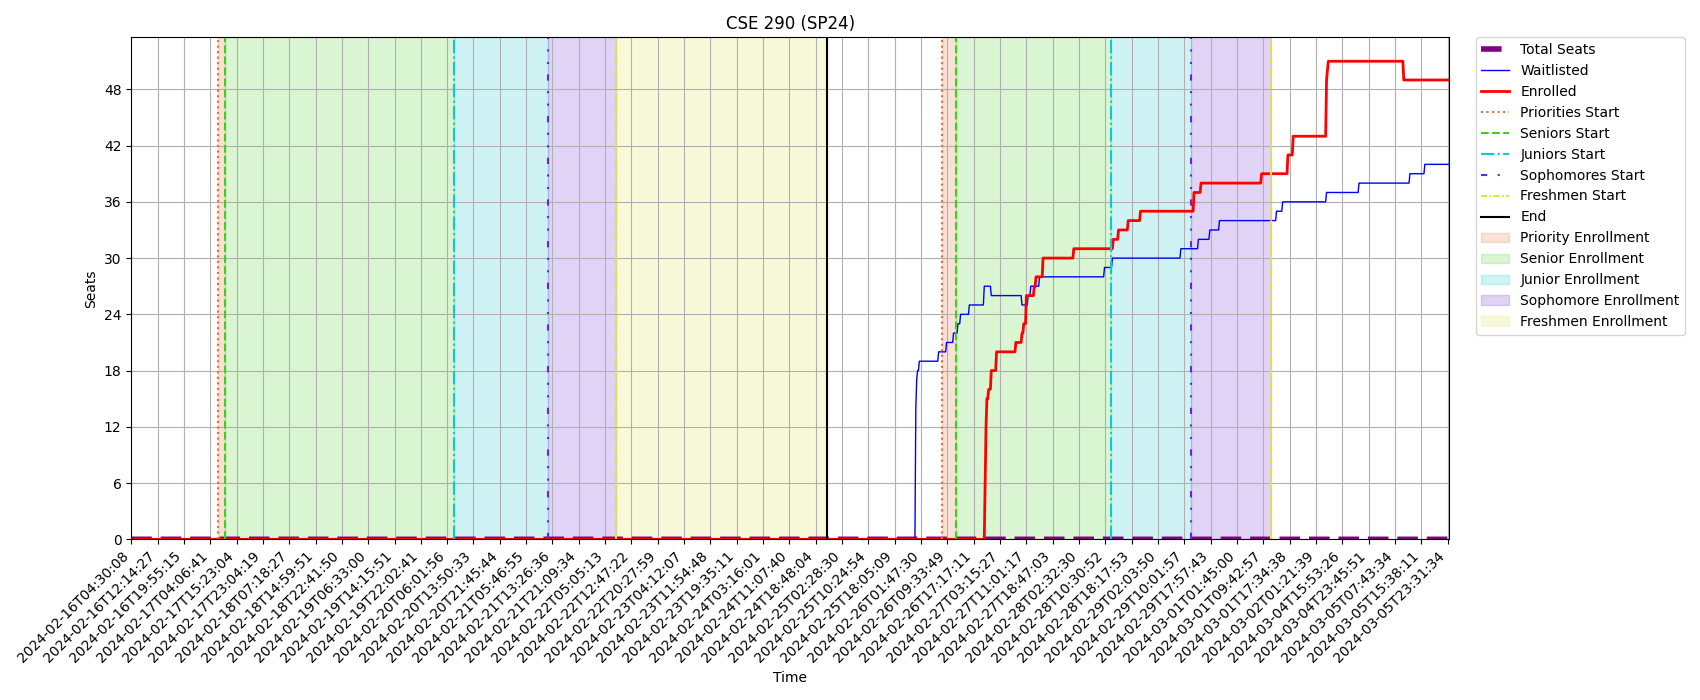 CSE 290 (SP24)
Seats
48
42
36
30
24
18
12
6
0
2024-02-16T04:30:08
2024-02-16T12:14:27
2024-02-16T19:55:15
2024-02-17T04:06:41
2024-02-17T15:23:04
2024-02-17T23:04:19
2024-02-18T07:18:27
2024-02-18T14:59:51
2024-02-18T22:41:50
2024-02-19T06:33:00
2024-02-19T14:15:51
2024-02-19T22:02:41
2024-02-20T06:01:56
2024-02-20T13:50:33
2024-02-20T21:45:44
2024-02-21T05:46:55
2024-02-21T13:26:36
2024-02-21T21:09:34
2024-02-22T05:05:13
2024-02-22T12:47:22
2024-02-22T20:27:59
2024-02-23T04:12:07
2024-02-23T11:54:48
2024-02-23T19:35:11
2024-02-24T03:16:01
2024-02-24T11:07:40
2024-02-24T18:48:04
2024-02-25T02:28:30
2024-02-25T10:24:54
2024-02-25T18:05:09
2024-02-26T01:47:30
2024-02-26T09:33:49
2024-02-26T17:17:11
2024-02-27T03:15:27
2024-02-27T11:01:17
2024-02-27T18:47:03
2024-02-28T02:32:30
2024-02-28T10:30:52
2024-02-28T18:17:53
2024-02-29T02:03:50
2024-02-29T10:01:57
2024-02-29T17:57:43
2024-03-01T01:45:00
2024-03-01T09:42:57
2024-03-01T17:34:38
2024-03-02T01:21:39
2024-03-04T15:53:26
2024-03-04T23:45:51
2024-03-05T07:43:34
2024-03-05T15:38:11
2024-03-05T23:31:34
Time
Total Seats
Waitlisted
Enrolled
Priorities Start
Seniors Start
Juniors Start
Sophomores Start
Freshmen Start
End
Priority Enrollment
Senior Enrollment
Junior Enrollment
Sophomore Enrollment
Freshmen Enrollment